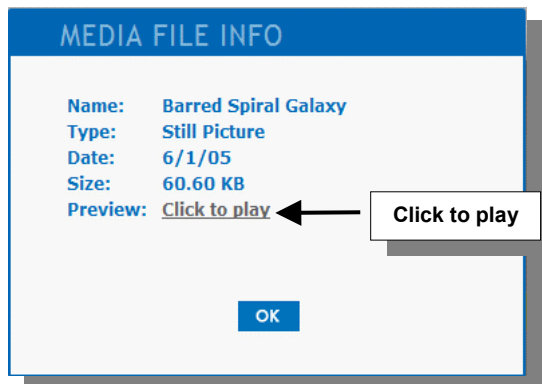 MEDIA FILE INFO
Name: Barred Spiral Galaxy
Type: Still Picture
Date: 6/1/05
Size: 60.60 KB
Preview: Click to play
Click to play
OK